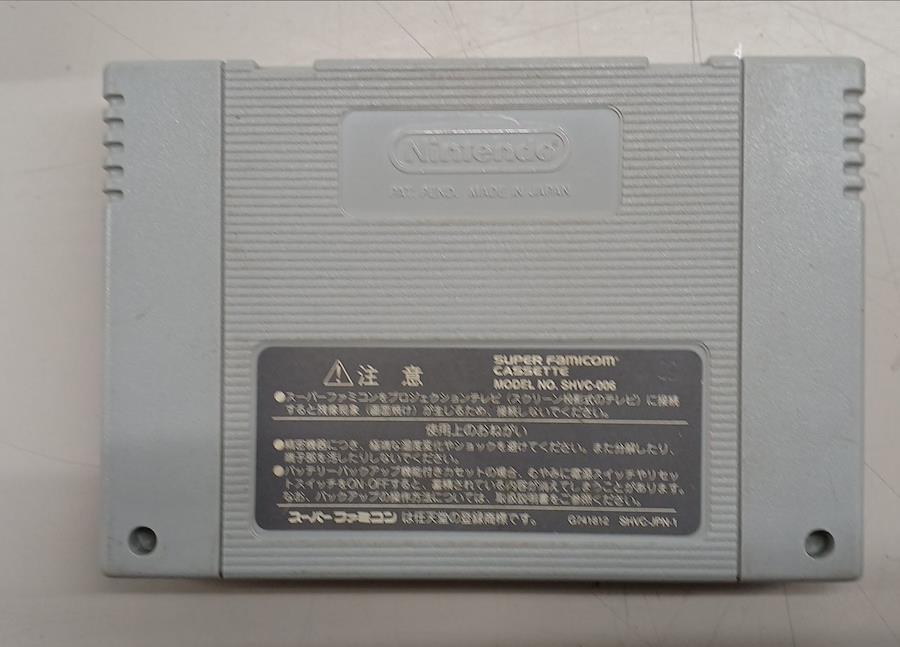 Nintendo®
PAT. PEND. MADE IN JAPAN
⚠注意
SUPER FAMICOM
CASSETTE
MODEL NO. SHVC-006
●スーパーファミコンをプロジェクションテレビ(スクリーン投影式のテレビ)に接続
すると残像現象(画面焼け)が生じるため、接続しないでください。
使用上のおねがい
●精密機器につき、極端な温度変化やショックを避けてください。また分解したり、
端子部を汚したりしないでください。
●バッテリーバックアップ機能付きカセットの場合、むやみに電源スイッチやリセッ
トスイッチをON・OFFすると、蓄積されている内容が消えてしまうことがあります。
なお、バックアップの操作方法については、取扱説明書をご参照ください。
スーパーファミコンは任天堂の登録商標です。
G741612 SHVC-JPN-1